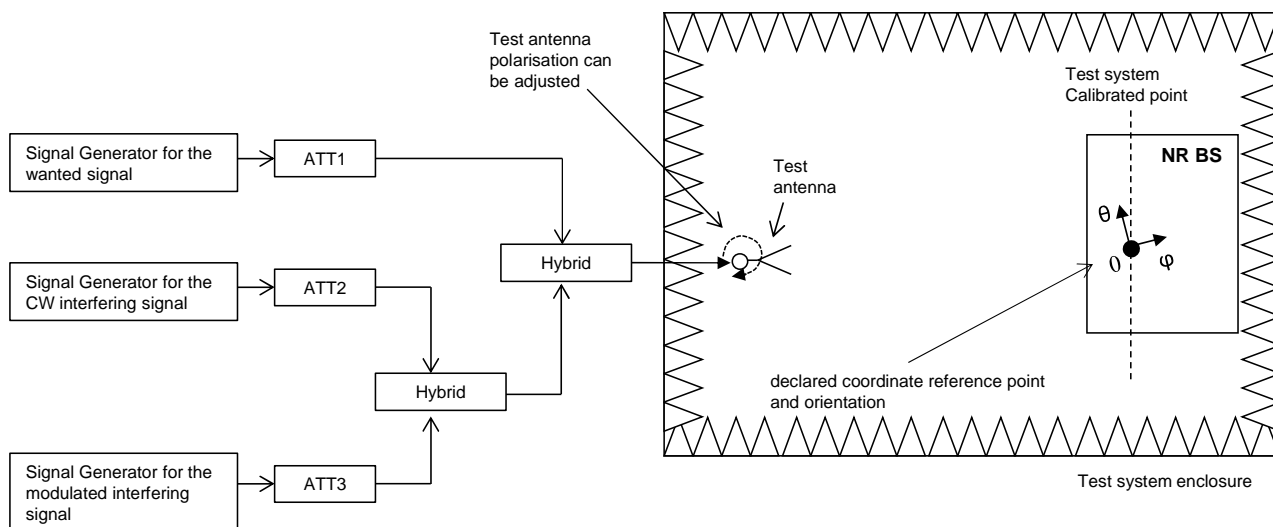 Test antenna
polarisation can
be adjusted
Test system
Calibrated point
Signal Generator for the
wanted signal
ATT1
NR BS
Test
antenna
θ
φ
0
Hybrid
Signal Generator for the
CW interfering signal
ATT2
Hybrid
declared coordinate reference point
and orientation
Signal Generator for the
modulated interfering
signal
ATT3
Test system enclosure